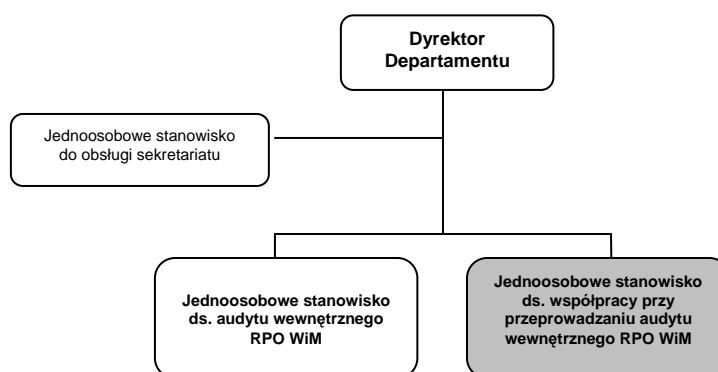 Dyrektor
Departamentu
Jednoosobowe stanowisko
do obsługi sekretariatu
Jednoosobowe stanowisko
ds. audytu wewnętrznego
RPO WiM
Jednoosobowe stanowisko
ds. współpracy przy
przeprowadzaniu audytu
wewnętrznego RPO WiM